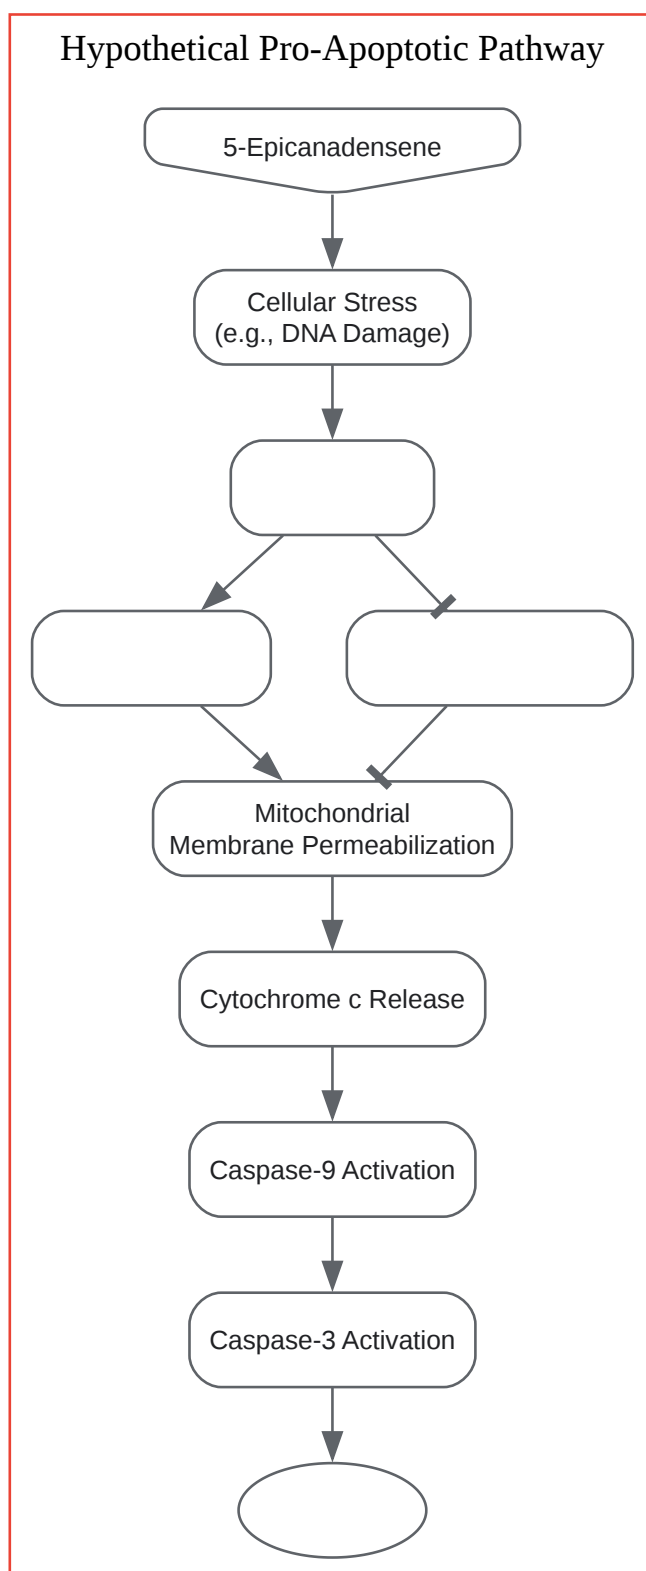 Hypothetical Pro-Apoptotic Pathway
5-Epicanadensene
Cellular Stress
(e.g., DNA Damage)
Mitochondrial
Membrane Permeabilization
Cytochrome c Release
Caspase-9 Activation
Caspase-3 Activation